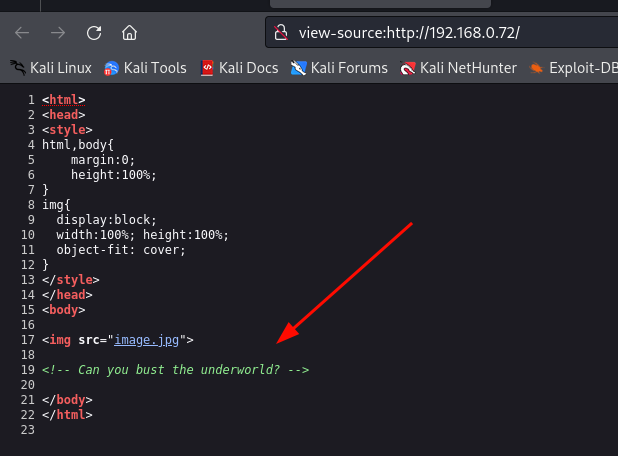 view-source:http://192.168.0.72/
Kali Linux Kali Tools Kali Docs Kali Forums Kali NetHunter Exploit-DB
1 <html>
2 <head>
3 <style>
4 html,body{
5     margin:0;
6     height:100%;
7 }
8 img{
9   display:block;
10   width:100%; height:100%;
11   object-fit: cover;
12 }
13 </style>
14 </head>
15 <body>
16
17 <img src="image.jpg">
18
19 <!-- Can you bust the underworld? -->
20
21 </body>
22 </html>
23